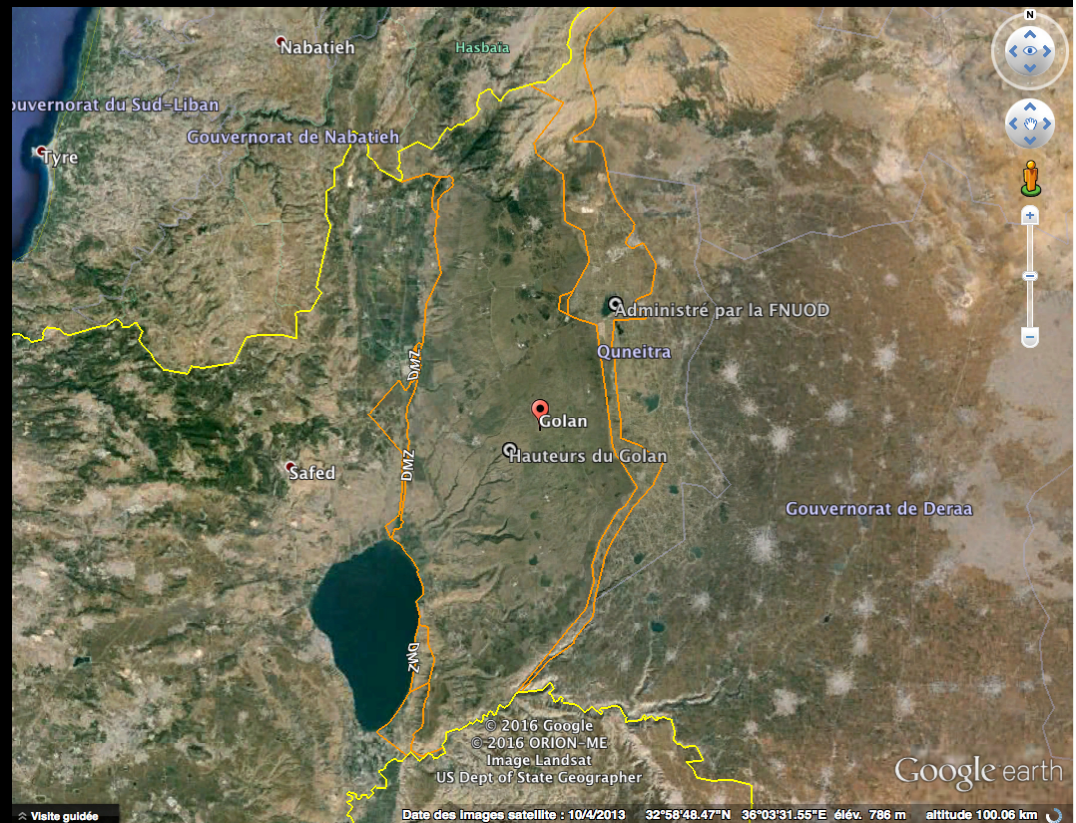 N
Nabatieh
Hasbaïa
ouvernorat du Sud-Liban
Gouvernorat de Nabatieh
Tyre
Administré par la FNUOD
Quneitra
DMZ
Golan
Hauteurs du Golan
DMZ
Safed
Gouvernorat de Deraa
DMZ
© 2016 Google
© 2016 ORION-ME
Image Landsat
US Dept of State Geographer
Google earth
Visite guidée
Date des images satellite : 10/4/2013 32°58'48.47"N 36°03'31.55"E élév. 786 m altitude 100.06 km